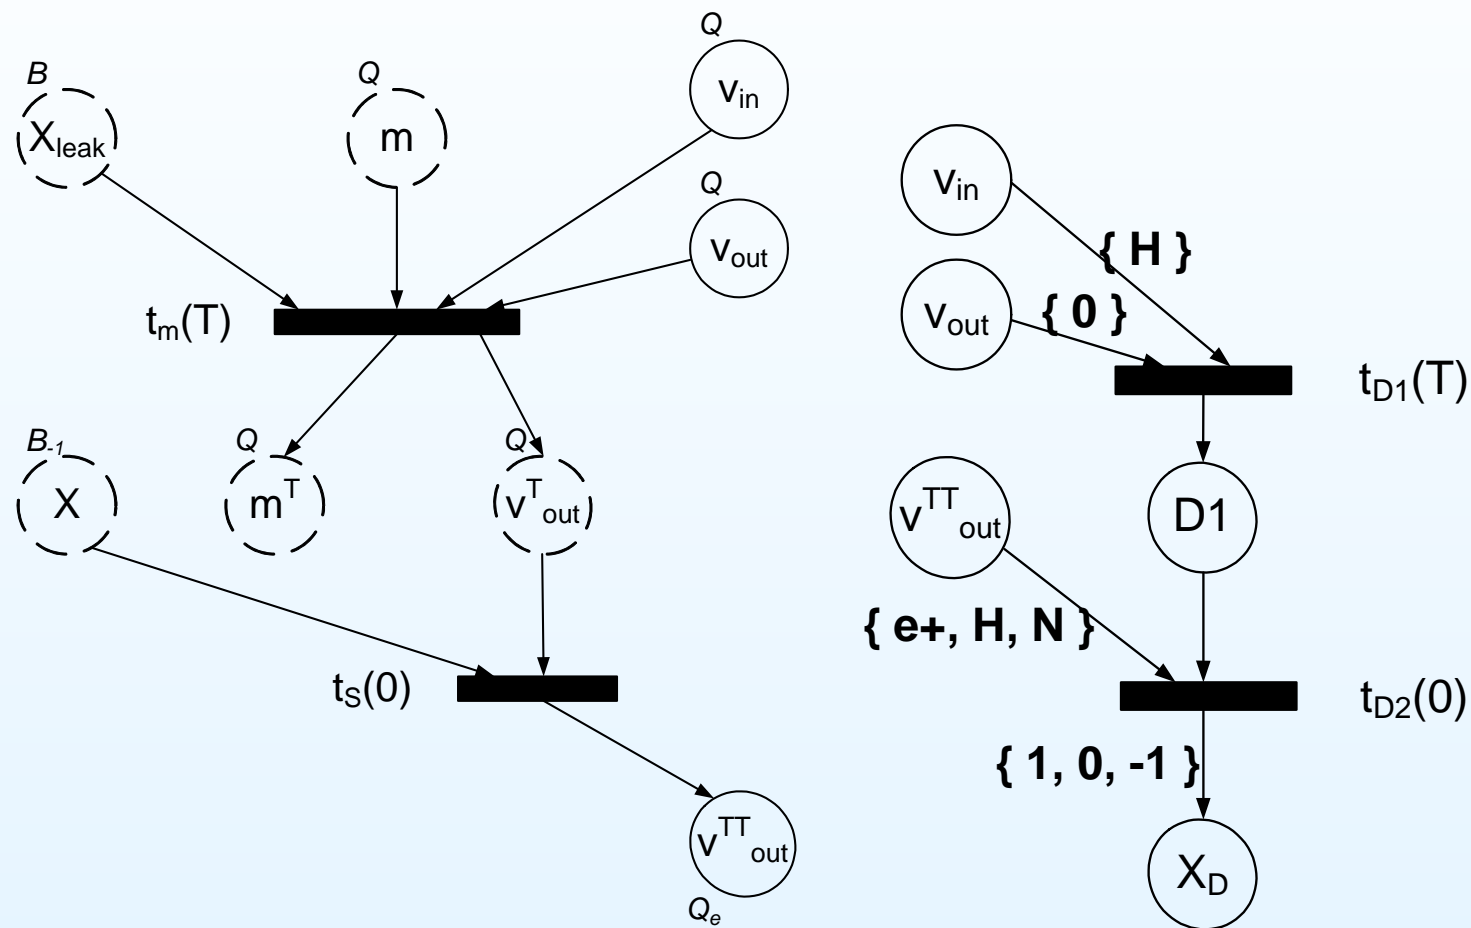 B
X_leak
Q
m
Q
v_in
Q
v_out
t_m(T)
B_-1
X
Q
m^T
Q
v^T_out
t_S(0)
v^TT_out
Q_e
v_in
{ H }
v_out
{ 0 }
t_D1(T)
v^TT_out
D1
{ e+, H, N }
t_D2(0)
{ 1, 0, -1 }
X_D